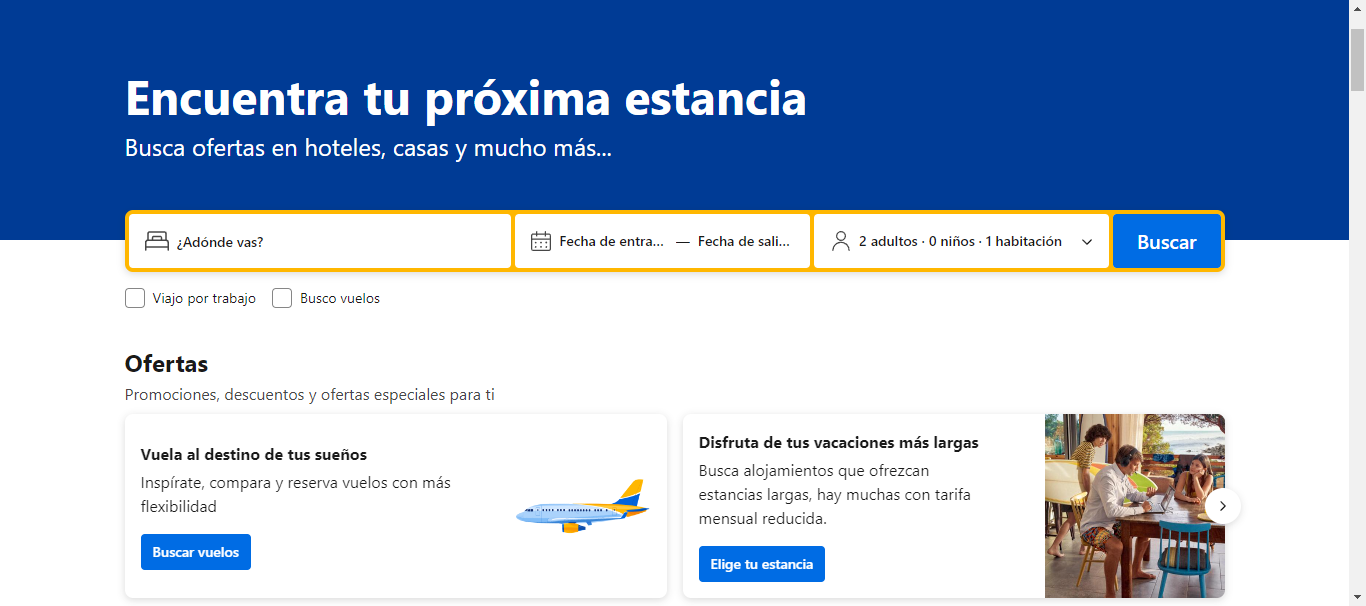 Encuentra tu próxima estancia
Busca ofertas en hoteles, casas y mucho más...
¿Adónde vas?
Fecha de entra... — Fecha de sali...
2 adultos · 0 niños · 1 habitación
Buscar
Viajo por trabajo
Busco vuelos
Ofertas
Promociones, descuentos y ofertas especiales para ti
Vuela al destino de tus sueños
Inspírate, compara y reserva vuelos con más
flexibilidad
Buscar vuelos
Disfruta de tus vacaciones más largas
Busca alojamientos que ofrezcan
estancias largas, hay muchas con tarifa
mensual reducida.
Elige tu estancia